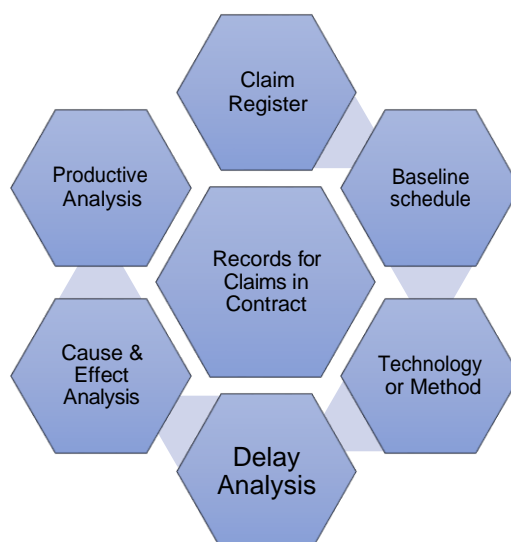 Claim
Register
Baseline
schedule
Technology
or Method
Delay
Analysis
Cause &
Effect
Analysis
Productive
Analysis
Records for
Claims in
Contract